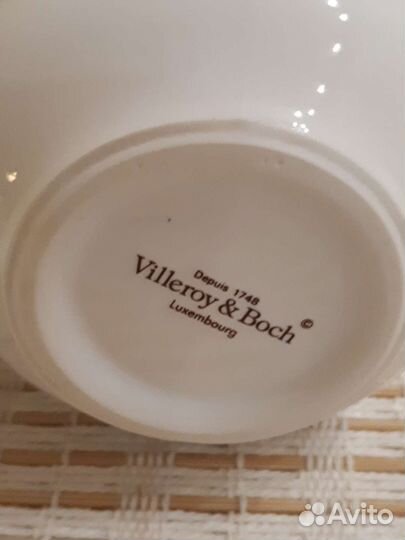 Depuis 1748
Villeroy & Boch ©
Luxembourg
Avito